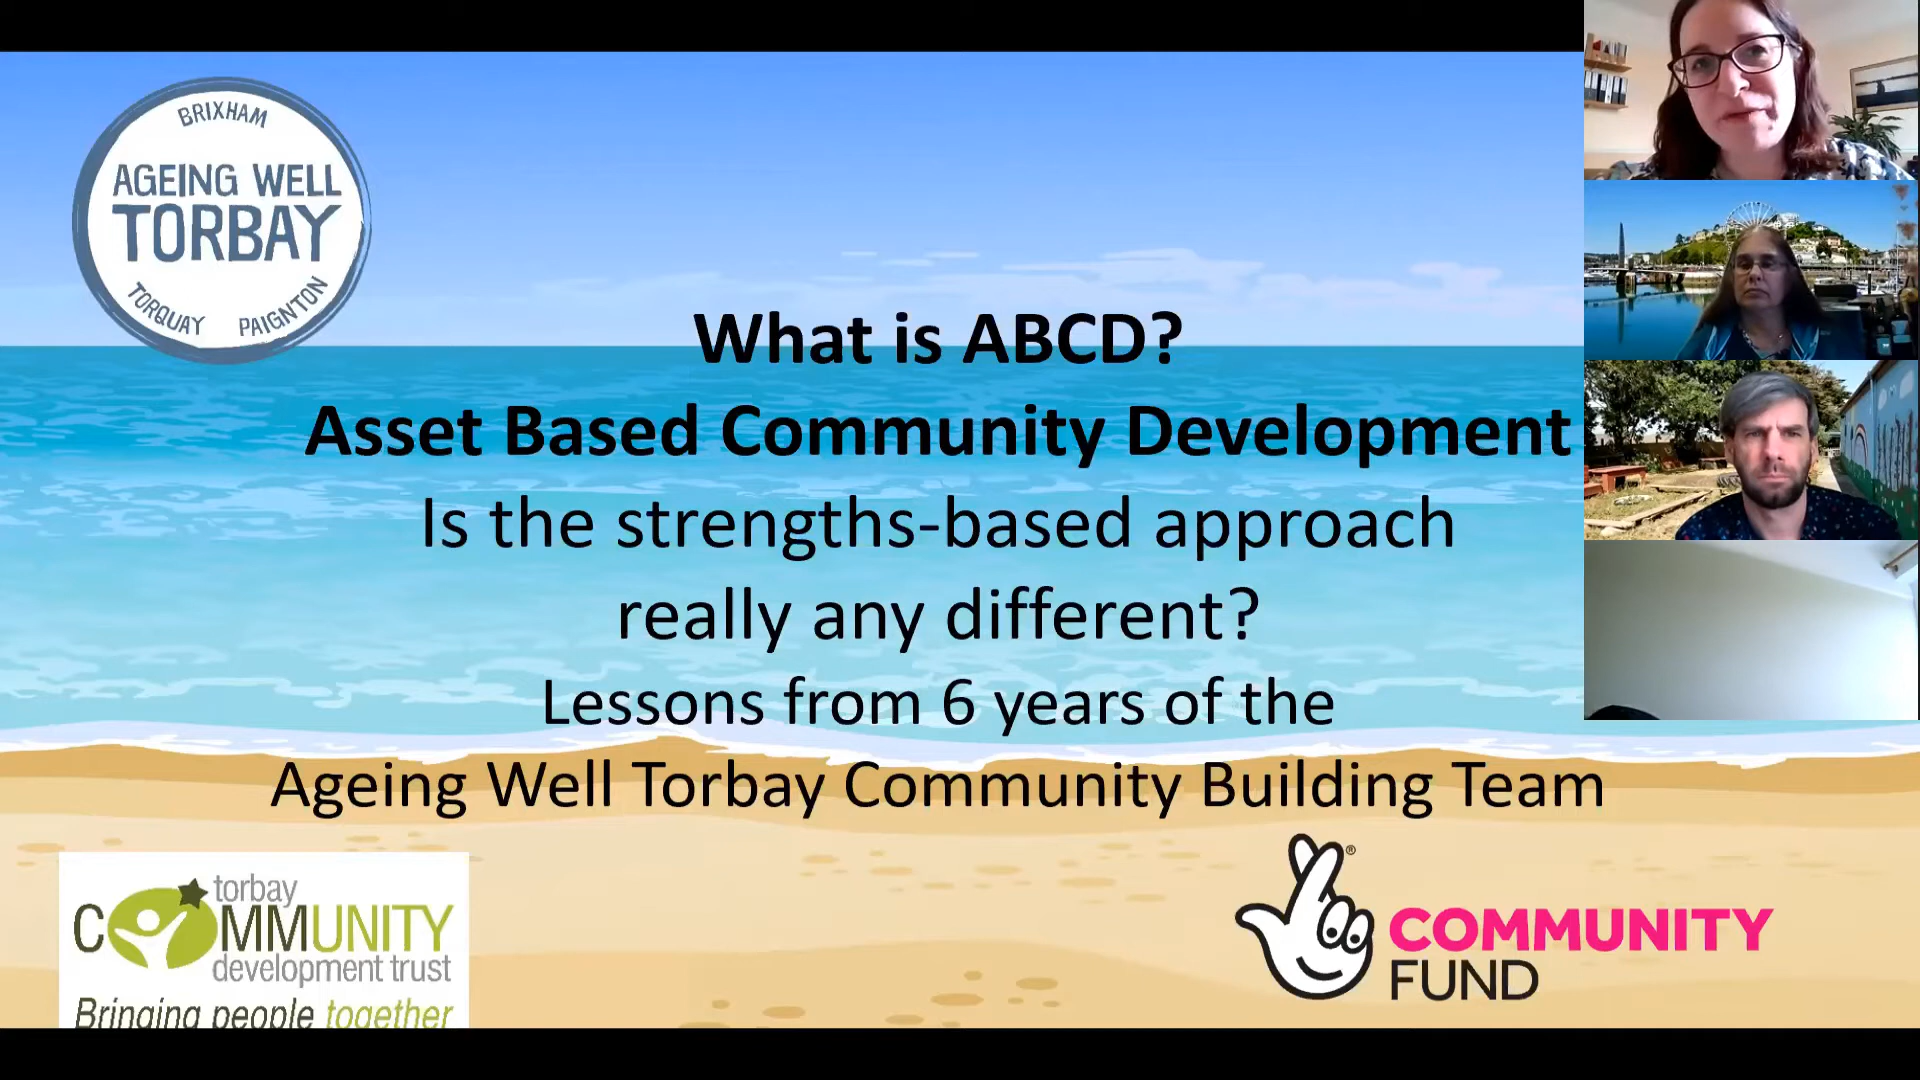 BRIXHAM
AGEING WELL
TORBAY
TORQUAY PAIGNTON
What is ABCD?
Asset Based Community Development
Is the strengths-based approach
really any different?
Lessons from 6 years of the
Ageing Well Torbay Community Building Team
torbay
COMMUNITY
development trust
Bringing people together
®
COMMUNITY
FUND